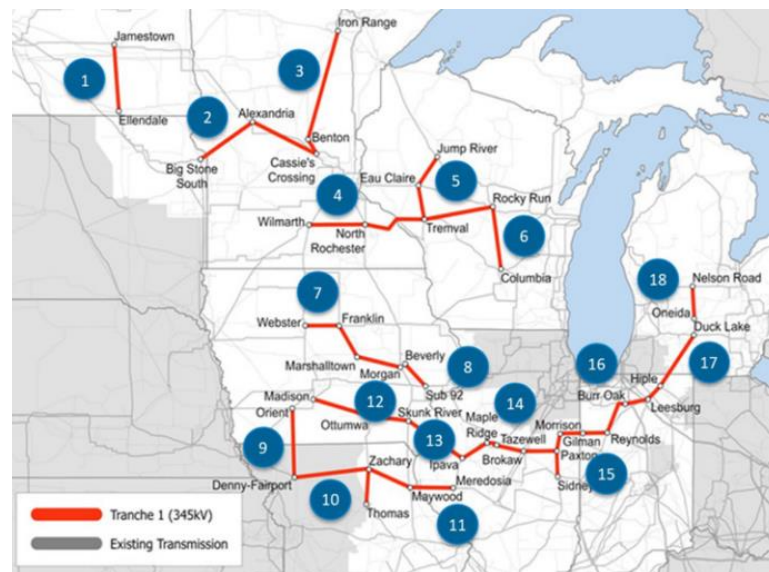 Iron Range
Jamestown
1
3
2
Alexandria
Ellendale
Benton
Big Stone
South
Cassie's
Crossing
Jump River
Eau Claire
5
4
Rocky Run
Wilmarth
North
Rochester
Tremval
6
Columbia
18
Nelson Road
7
Oneida
Webster
Franklin
Duck Lake
Beverly
Marshalltown
Morgan
8
16
17
Sub 92
Hiple
Madison
12
Burr Oak
Leesburg
Orient
Skunk River
14
Ottumwa
Maple
Ridge
13
Morrison
Tazewell
Gilman
Reynolds
9
Ipava
Brokaw
Paxton
Zachary
15
Denny-Fairport
Meredosia
Sidney
10
Maywood
Thomas
11
Tranche 1 (345kV)
Existing Transmission